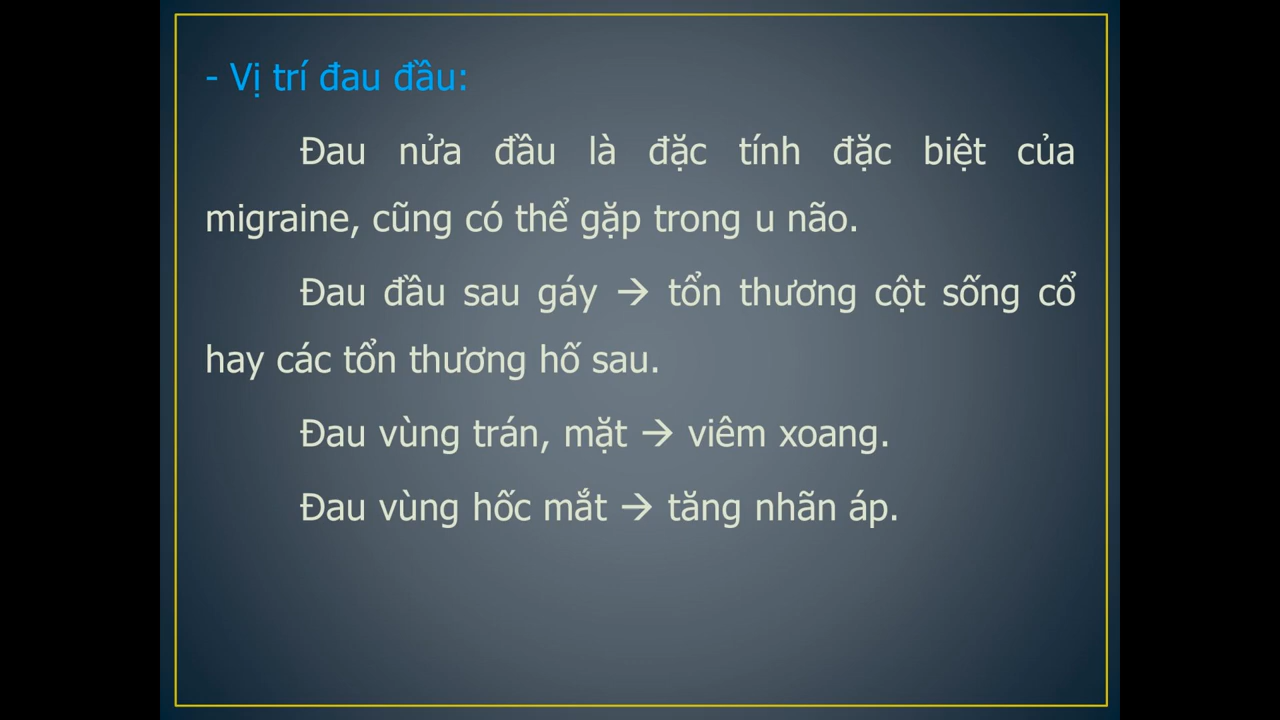 - Vị trí đau đầu:
Đau nửa đầu là đặc tính đặc biệt của
migraine, cũng có thể gặp trong u não.
Đau đầu sau gáy → tổn thương cột sống cổ
hay các tổn thương hố sau.
Đau vùng trán, mặt → viêm xoang.
Đau vùng hốc mắt → tăng nhãn áp.